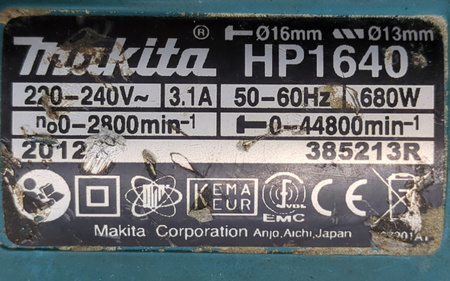 makita® ø16mm ø13mm
HP1640
220-240V~ 3.1A 50-60Hz 680W
n₀0-2800min⁻¹ 0-44800min⁻¹
2012 385213R
KEMA
KEUR
VDE
EMC
CE
Makita Corporation Anjo, Aichi, Japan